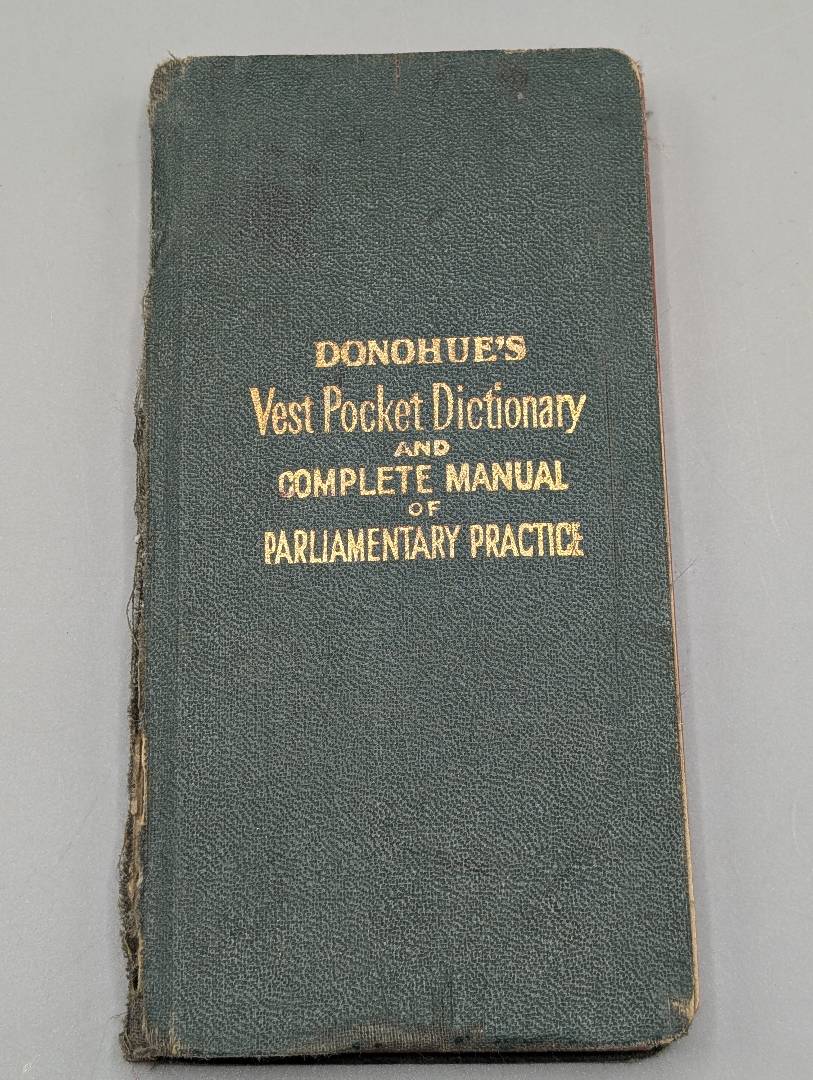 DONOHUE'S
Vest Pocket Dictionary
AND
COMPLETE MANUAL
OF
PARLIAMENTARY PRACTICE